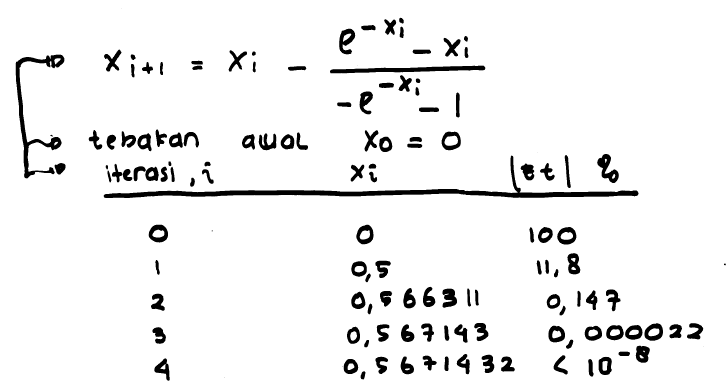 x_{i+1} = x_i - \frac{e^{-x_i} - x_i}{-e^{-x_i} - 1}
tebakan awal x_0 = 0
iterasi, i x_i |εt| %
0 0 100
1 0,5 11,8
2 0,566311 0,147
3 0,567143 0,000022
4 0,5671432 < 10^{-8}